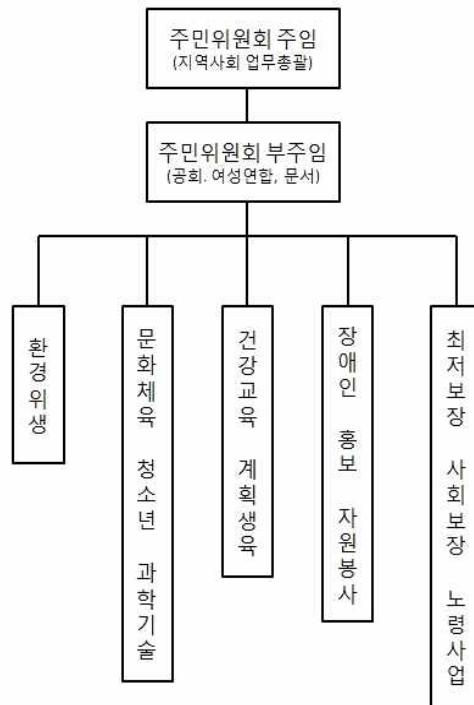 주민위원회 주임
(지역사회 업무총괄)
주민위원회 부주임
(공회. 여성연합, 문서)
환경위생
문화체육 청소년 과학기술
건강교육 계획생육
장애인 홍보 자원봉사
최저보장 사회보장 노령사업